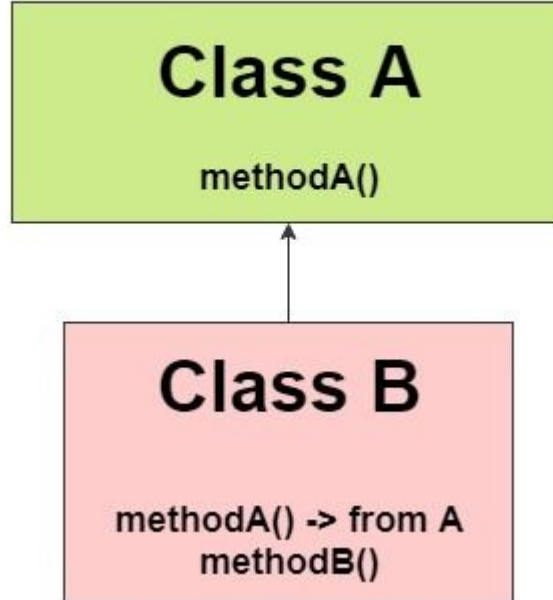 Class A
methodA()
Class B
methodA() -> from A
methodB()